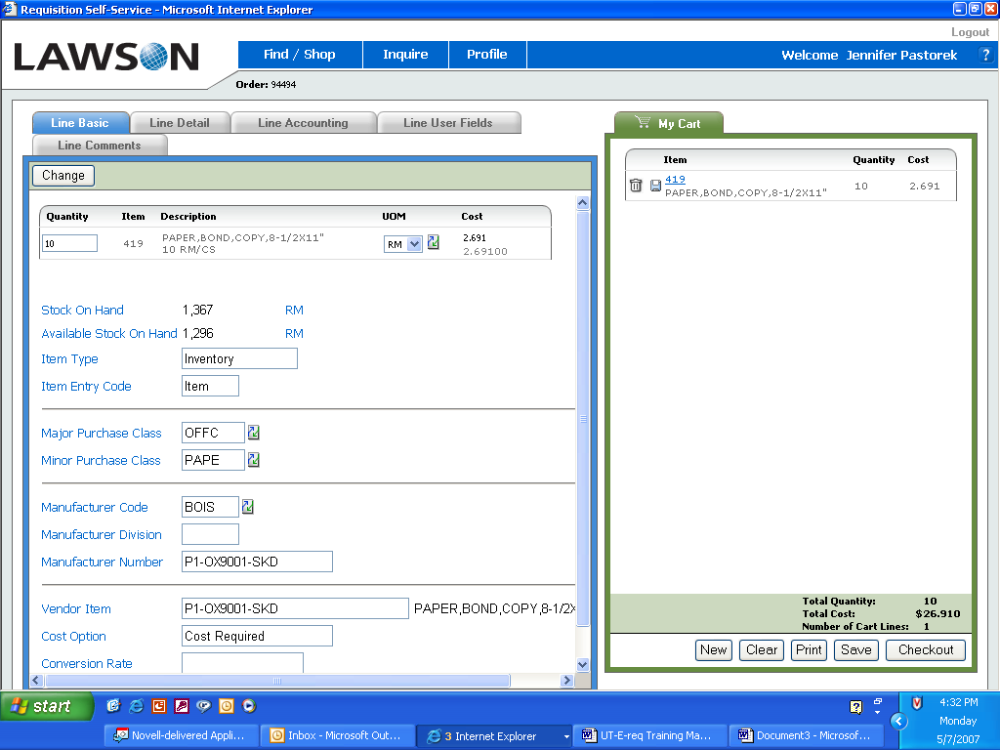 Requisition Self-Service - Microsoft Internet Explorer
Logout
LAWSON
Find / Shop Inquire Profile Welcome Jennifer Pastorek ?
Order: 94494
Line Basic Line Detail Line Accounting Line User Fields
Line Comments
Change
Quantity Item Description UOM Cost
10 419 PAPER,BOND,COPY,8-1/2X11" RM 2.691
10 RM/CS 2.69100
Stock On Hand 1,367 RM
Available Stock On Hand 1,296 RM
Item Type Inventory
Item Entry Code Item
Major Purchase Class OFFC
Minor Purchase Class PAPE
Manufacturer Code BOIS
Manufacturer Division
Manufacturer Number P1-OX9001-SKD
Vendor Item P1-OX9001-SKD PAPER,BOND,COPY,8-1/2X
Cost Option Cost Required
Conversion Rate
My Cart
Item Quantity Cost
419 10 2.691
PAPER,BOND,COPY,8-1/2X11"
Total Quantity: 10
Total Cost: $26.910
Number of Cart Lines: 1
New Clear Print Save Checkout
start
4:32 PM
Monday
5/7/2007
Novell-delivered Appli... Inbox - Microsoft Out... 3 Internet Explorer UT-E-req Training Ma... Document3 - Microsof...